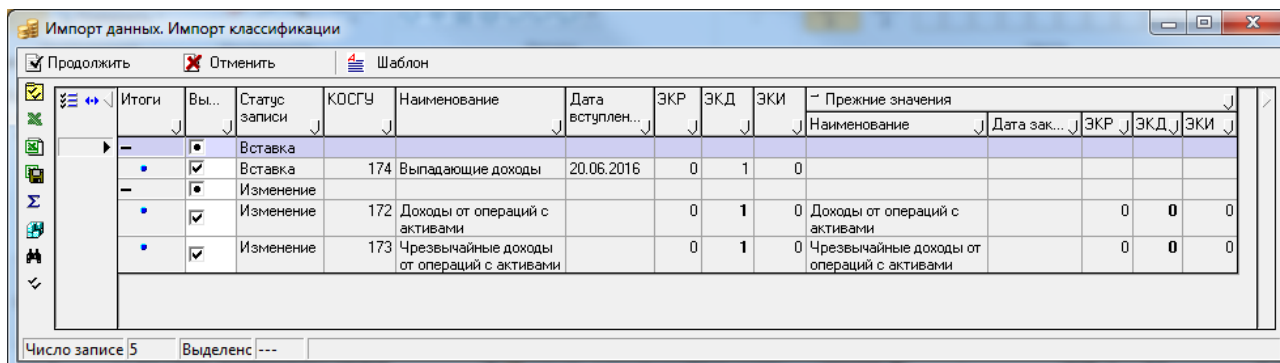 Импорт данных. Импорт классификации
Продолжить Отменить Шаблон
Итоги Вы... Статус записи КОСГУ Наименование Дата вступлен... ЭКР ЭКД ЭКИ Прежние значения
Наименование Дата зак... ЭКР ЭКД ЭКИ
Вставка
Вставка 174 Выпадающие доходы 20.06.2016 0 1 0
Изменение
Изменение 172 Доходы от операций с 0 1 0 Доходы от операций с 0 0 0
активами активами
Изменение 173 Чрезвычайные доходы 0 1 0 Чрезвычайные доходы от 0 0 0
от операций с активами операций с активами
Число записе 5 Выделенс ---